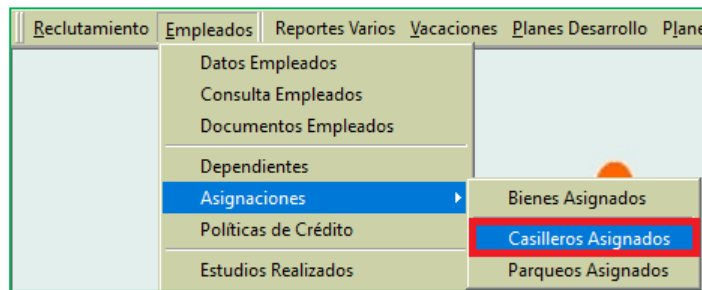 Reclutamiento Empleados Reportes Varios Vacaciones Planes Desarrollo
Datos Empleados
Consulta Empleados
Documentos Empleados
Dependientes
Asignaciones
Bienes Asignados
Políticas de Crédito
Casilleros Asignados
Estudios Realizados
Parqueos Asignados